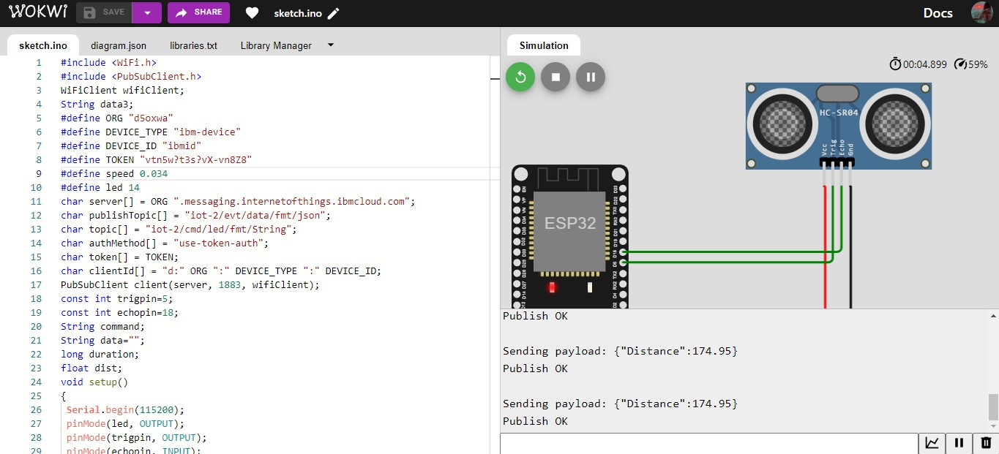 WOKWi
SAVE
SHARE
sketch.ino
Docs
sketch.ino
diagram.json
libraries.txt
Library Manager
1 #include <WiFi.h>
2 #include <PubSubClient.h>
3 WiFiClient wifiClient;
4 String data3;
5 #define ORG "d5oxwa"
6 #define DEVICE_TYPE "ibm-device"
7 #define DEVICE_ID "ibmid"
8 #define TOKEN "vtn5w?t3s?vX-vn8Z8"
9 #define speed 0.034
10 #define led 14
11 char server[] = ORG ".messaging.internetofthings.ibmcloud.com";
12 char publishTopic[] = "iot-2/evt/data/fmt/json";
13 char topic[] = "iot-2/cmd/led/fmt/String";
14 char authMethod[] = "use-token-auth";
15 char token[] = TOKEN;
16 char clientId[] = "d:" ORG ":" DEVICE_TYPE ":" DEVICE_ID;
17 PubSubClient client(server, 1883, wifiClient);
18 const int trigpin=5;
19 const int echopin=18;
20 String command;
21 String data="";
22 long duration;
23 float dist;
24 void setup()
25 {
26 Serial.begin(115200);
27 pinMode(led, OUTPUT);
28 pinMode(trigpin, OUTPUT);
29 pinMode(echopin, INPUT);
Simulation
00:04.899
59%
HC-SR04
Vcc
Trig
Echo
Gnd
ESP32
Publish OK
Sending payload: {"Distance":174.95}
Publish OK
Sending payload: {"Distance":174.95}
Publish OK